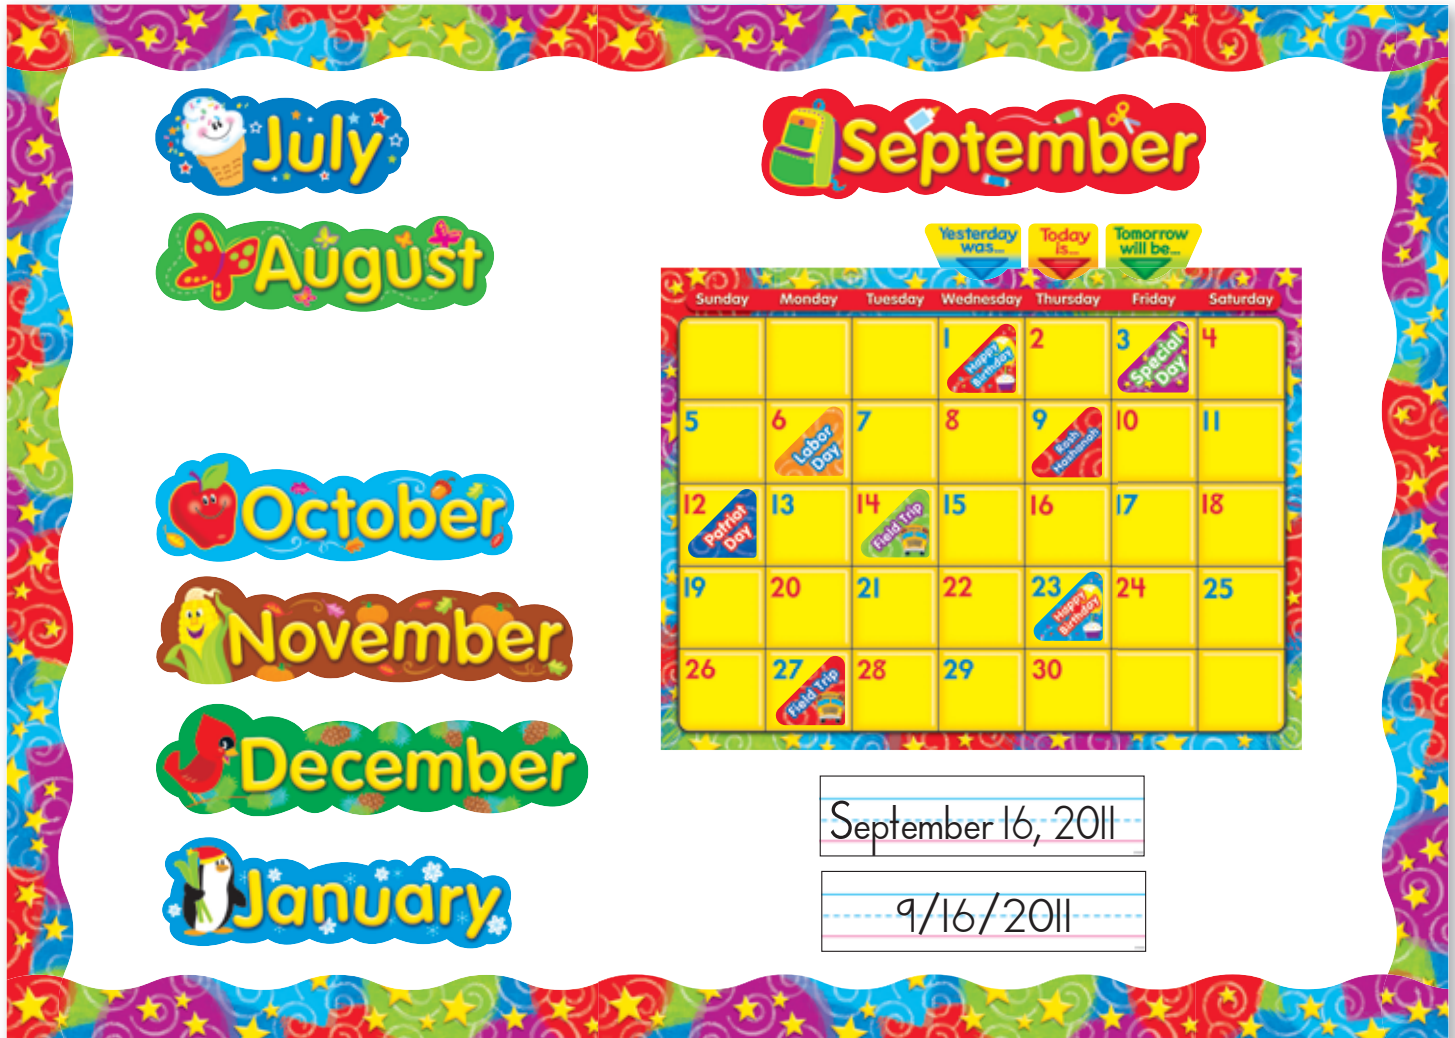 July
August
October
November
December
January
September
Yesterday
was...
Today
is...
Tomorrow
will be...
Sunday Monday Tuesday Wednesday Thursday Friday Saturday
1 Happy Birthday 2 3 Special Day 4
5 6 Labor Day 7 8 9 Rosh Hashanah 10 11
12 Patriot Day 13 14 Field Trip 15 16 17 18
19 20 21 22 23 Happy Birthday 24 25
26 27 Field Trip 28 29 30
September 16, 2011
9/16/2011